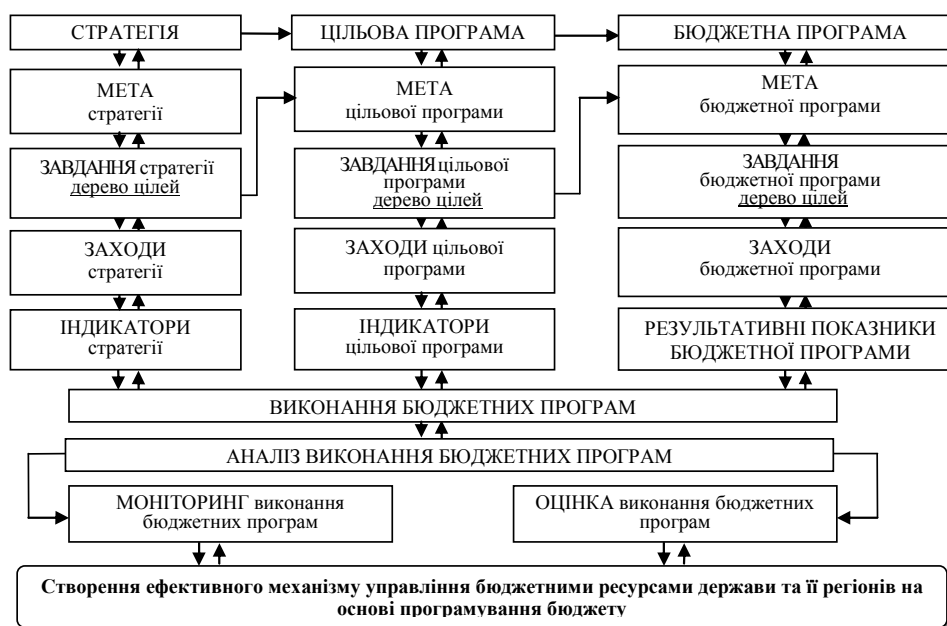 СТРАТЕГІЯ
ЦІЛЬОВА ПРОГРАМА
БЮДЖЕТНА ПРОГРАМА
МЕТА
стратегії
МЕТА
цільової програми
МЕТА
бюджетної програми
ЗАВДАННЯ стратегії
дерево цілей
ЗАВДАННЯ цільової
програми
дерево цілей
ЗАВДАННЯ
бюджетної програми
дерево цілей
ЗАХОДИ
стратегії
ЗАХОДИ цільової
програми
ЗАХОДИ
бюджетної програми
ІНДИКАТОРИ
стратегії
ІНДИКАТОРИ
цільової програми
РЕЗУЛЬТАТИВНІ ПОКАЗНИКИ
БЮДЖЕТНОЇ ПРОГРАМИ
ВИКОНАННЯ БЮДЖЕТНИХ ПРОГРАМ
АНАЛІЗ ВИКОНАННЯ БЮДЖЕТНИХ ПРОГРАМ
МОНІТОРИНГ виконання
бюджетних програм
ОЦІНКА виконання бюджетних
програм
Створення ефективного механізму управління бюджетними ресурсами держави та її регіонів на
основі програмування бюджету